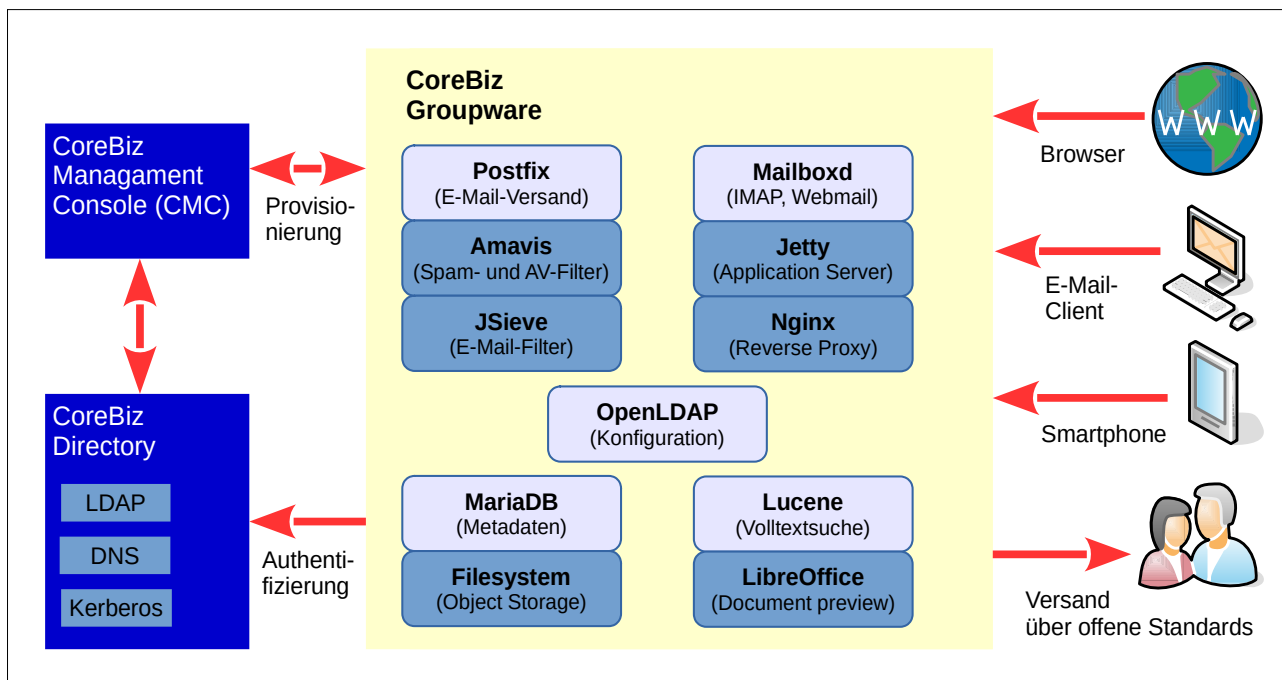 CoreBiz
Groupware
CoreBiz
Managament
Console (CMC)
Provisio-
nierung
Postfix
(E-Mail-Versand)
Amavis
(Spam- und AV-Filter)
JSieve
(E-Mail-Filter)
Mailboxd
(IMAP, Webmail)
Jetty
(Application Server)
Nginx
(Reverse Proxy)
OpenLDAP
(Konfiguration)
MariaDB
(Metadaten)
Filesystem
(Object Storage)
Lucene
(Volltextsuche)
LibreOffice
(Document preview)
CoreBiz
Directory
LDAP
DNS
Kerberos
Authenti-
fizierung
WWW
Browser
E-Mail-
Client
Smartphone
Versand
über offene Standards